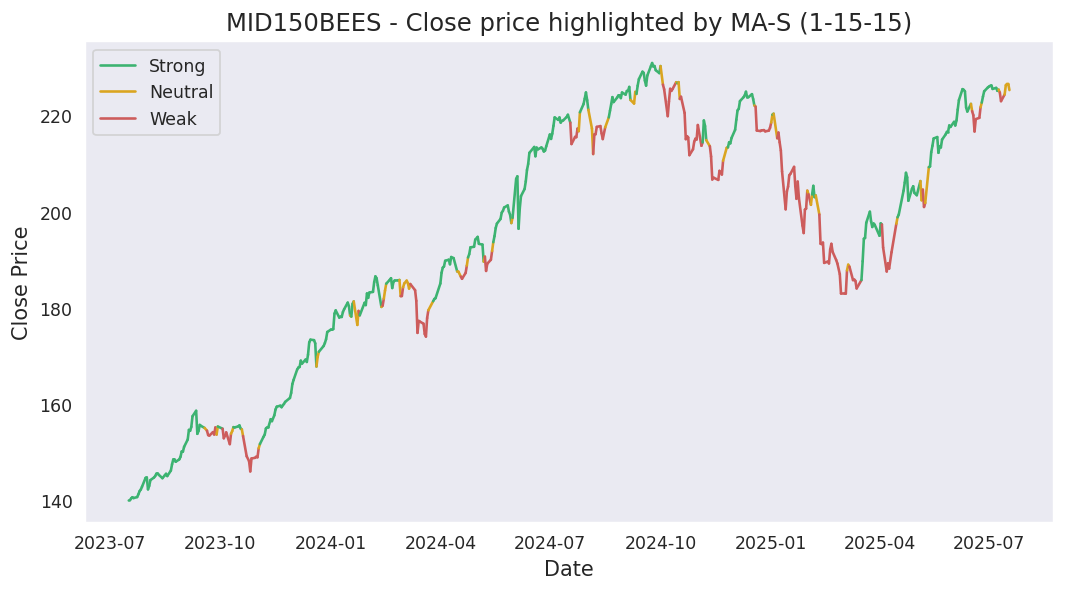 MID150BEES - Close price highlighted by MA-S (1-15-15)
Strong
Neutral
Weak
Close Price
220
200
180
160
140
2023-07 2023-10 2024-01 2024-04 2024-07 2024-10 2025-01 2025-04 2025-07
Date